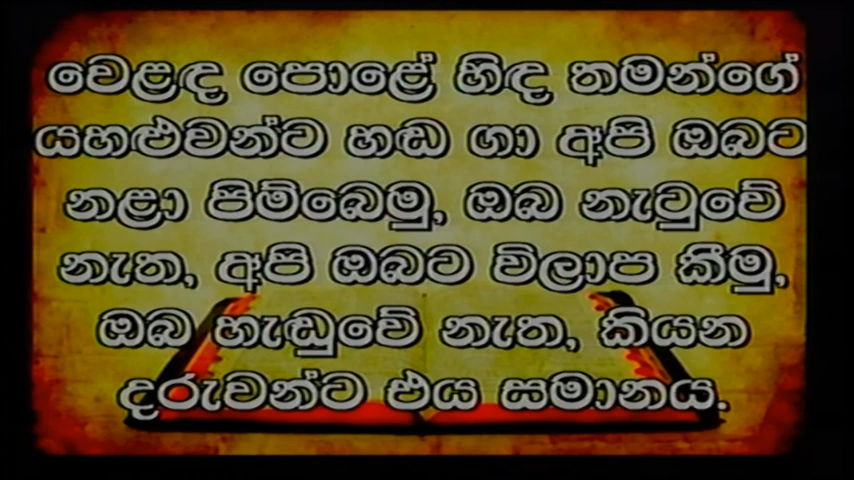 වෙළඳ පොළේ හිඳ තමන්ගේ
යහළුවන්ට හඬ ගා අපි ඔබට
නළා පිම්බෙමු, ඔබ නැටුවේ
නැත, අපි ඔබට විලාප කීමු,
ඔබ හැඬුවේ නැත, කියන
දරුවන්ට එය සමානය.